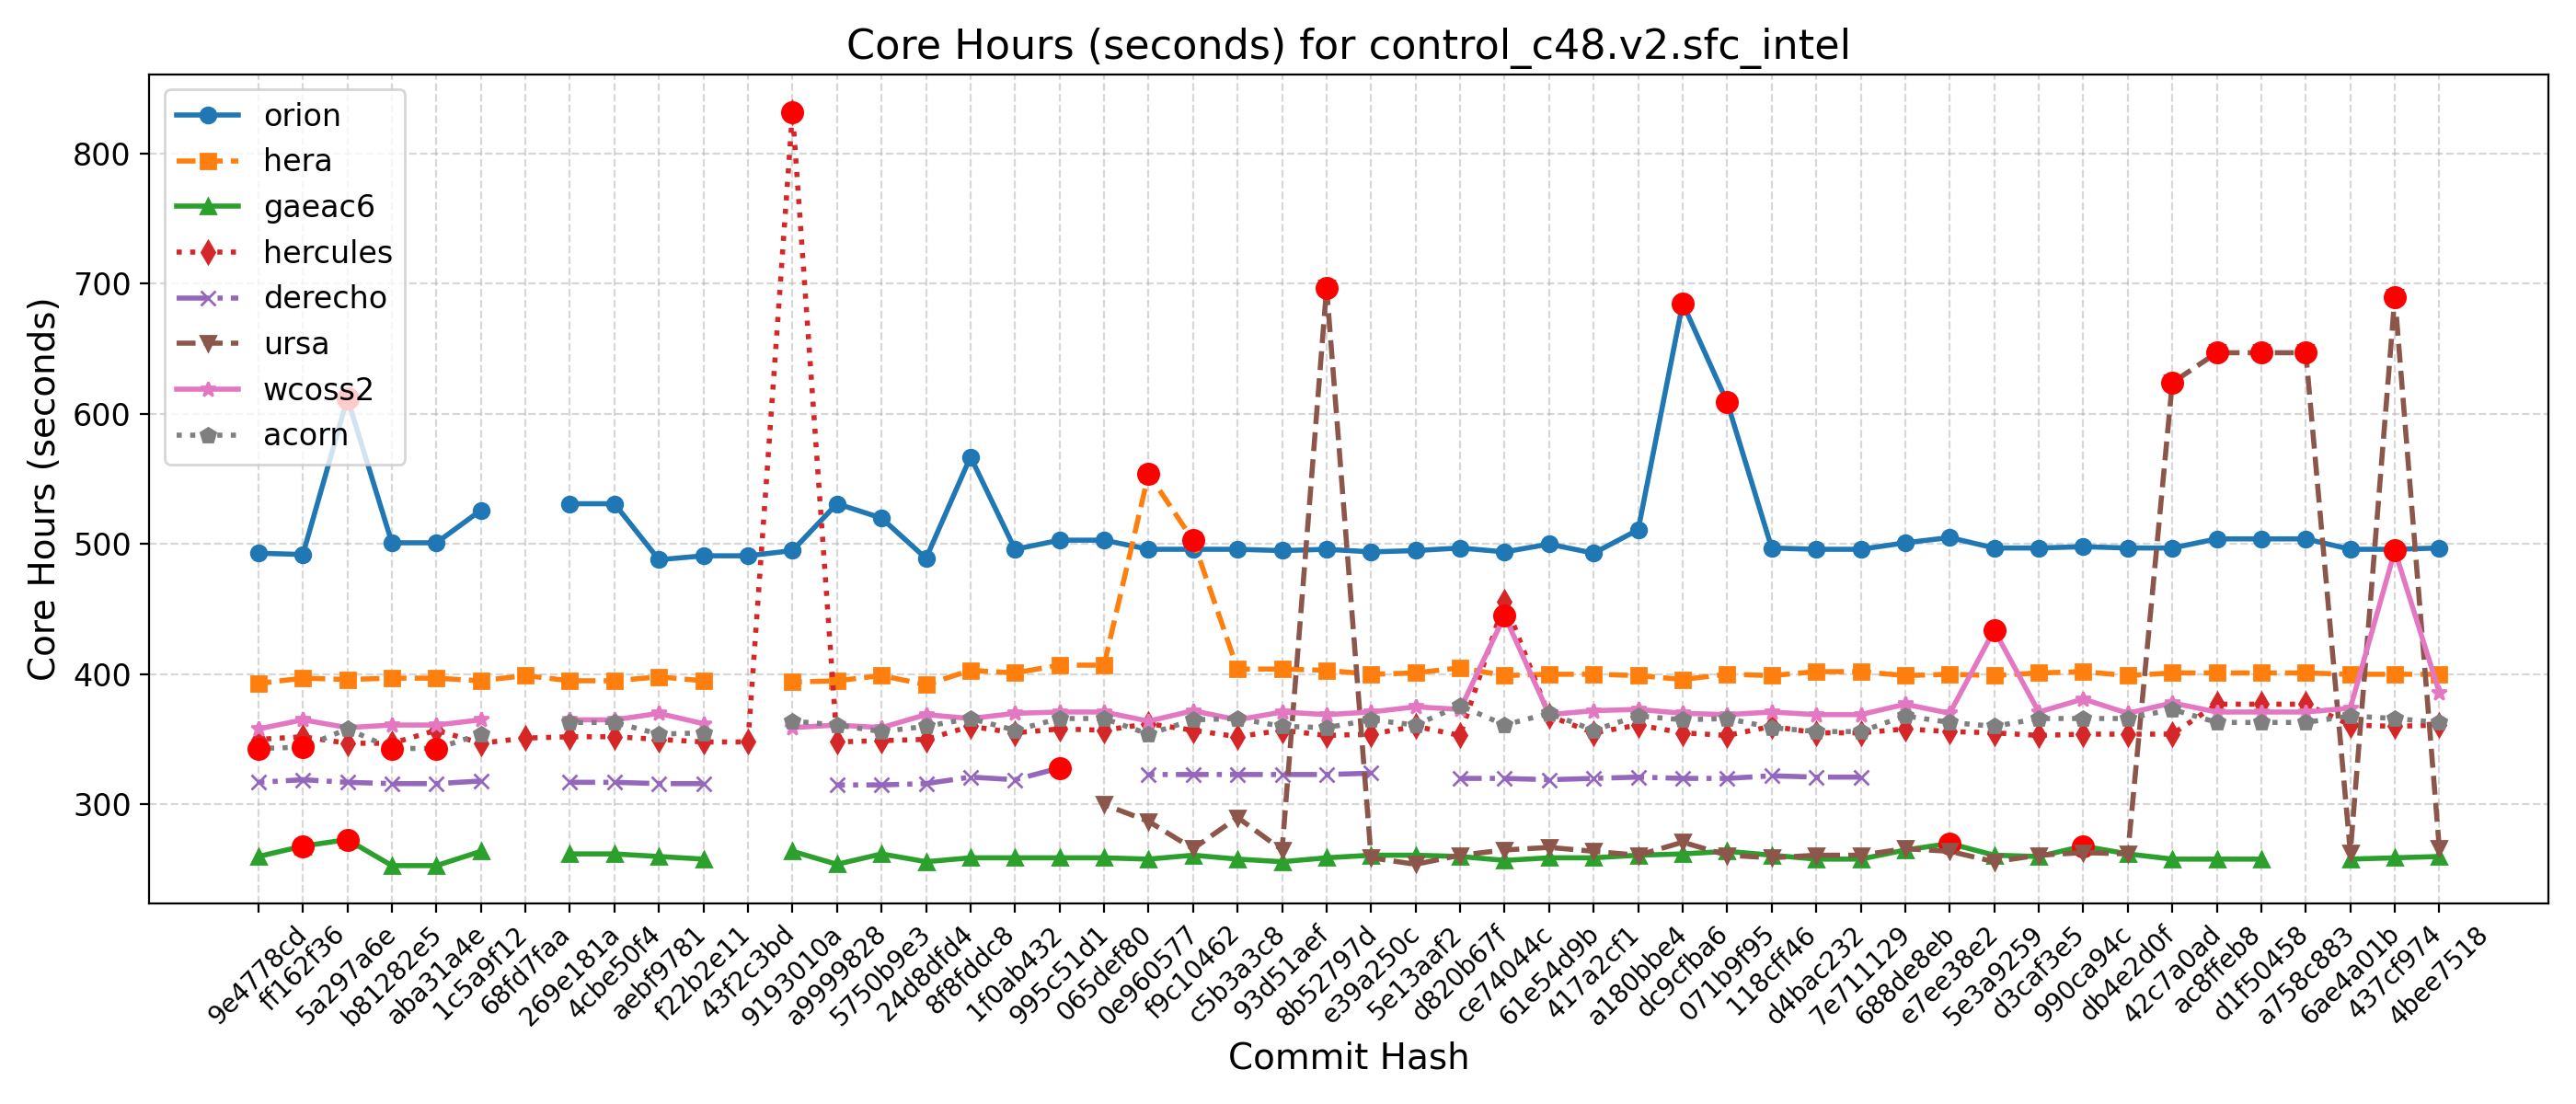 Core Hours (seconds) for control_c48.v2.sfc_intel
orion
hera
gaeac6
hercules
derecho
ursa
wcoss2
acorn
Core Hours (seconds)
800
700
600
500
400
300
9e4778cd
ff162f36
5a297a6e
b81282e5
aba31a4e
1c5a9f12
68fd7faa
269e181a
4cbe50f4
aebf9781
f22b2e11
43f2c3bd
9193010a
a9999828
5750b9e3
24d8dfd4
8f8fddc8
1f0ab432
995c51d1
065def80
0e960577
f9c10462
c5b3a3c8
93d51aef
8b52797d
e39a250c
5e13aaf2
d820b67f
ce74044c
61e54d9b
417a2cf1
a180bbe4
dc9cfba6
071b9f95
118cff46
d4bac232
7e711129
688de8eb
e7ee38e2
5e3a9259
d3caf3e5
990ca94c
db4e2d0f
42c7a0ad
ac8ffeb8
d1f50458
a758c883
6ae4a01b
437cf974
4bee7518
Commit Hash